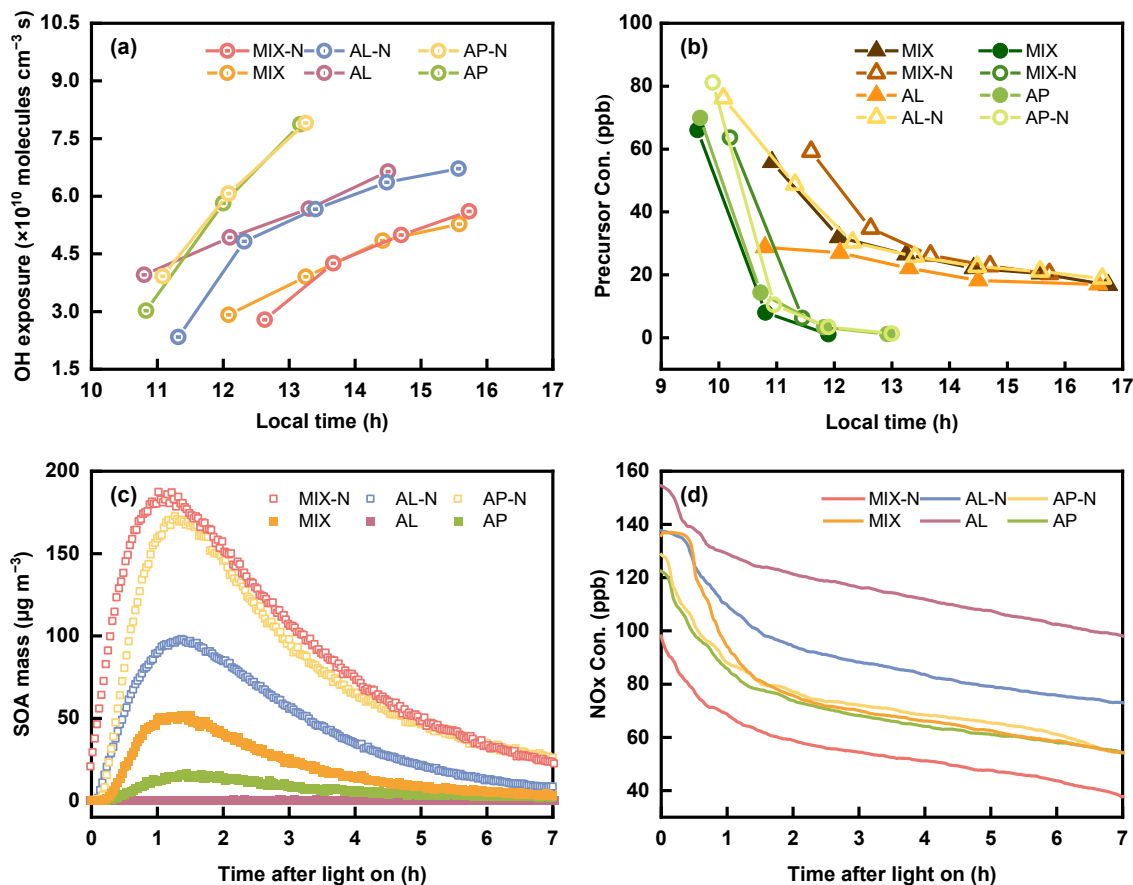 (a)
MIX-N AL-N AP-N
MIX AL AP
10.5
9.0
7.5
6.0
4.5
3.0
1.5
OH exposure (×10¹⁰ molecules cm⁻³ s)
10 11 12 13 14 15 16 17
Local time (h)
(b)
MIX MIX
MIX-N MIX-N
AL AP
AL-N AP-N
100
80
60
40
20
0
Precursor Con. (ppb)
9 10 11 12 13 14 15 16 17
Local time (h)
(c)
MIX-N AL-N AP-N
MIX AL AP
200
150
100
50
0
SOA mass (μg m⁻³)
0 1 2 3 4 5 6 7
Time after light on (h)
(d)
MIX-N AL-N AP-N
MIX AL AP
160
140
120
100
80
60
40
NOx Con. (ppb)
0 1 2 3 4 5 6 7
Time after light on (h)